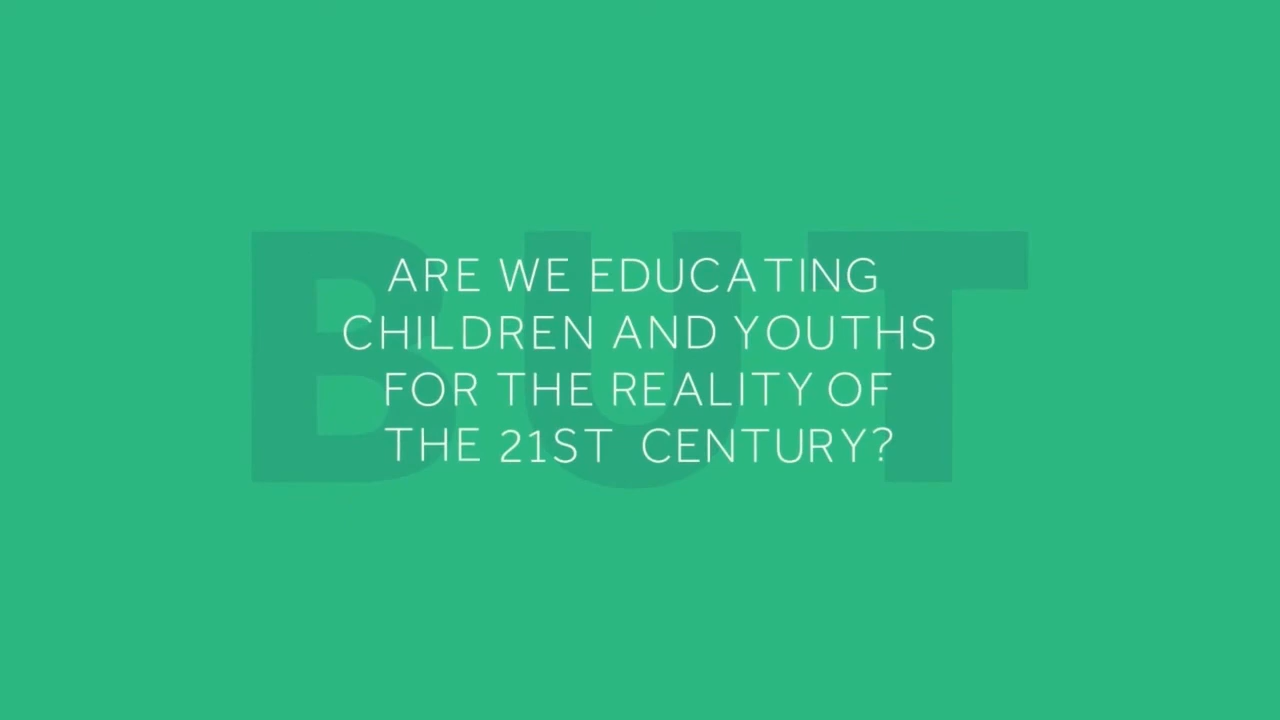 BUT
ARE WE EDUCATING
CHILDREN AND YOUTHS
FOR THE REALITY OF
THE 21ST CENTURY?